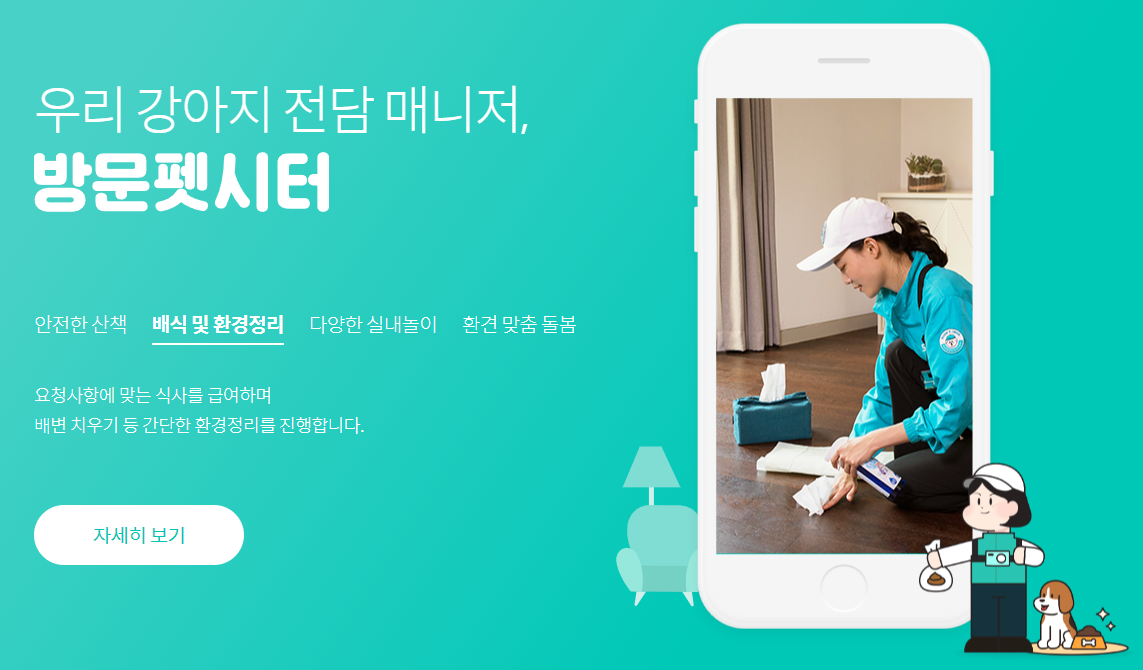 우리 강아지 전담 매니저,
방문펫시터
안전한 산책 배식 및 환경정리 다양한 실내놀이 환견 맞춤 돌봄
요청사항에 맞는 식사를 급여하며
배변 치우기 등 간단한 환경정리를 진행합니다.
자세히 보기